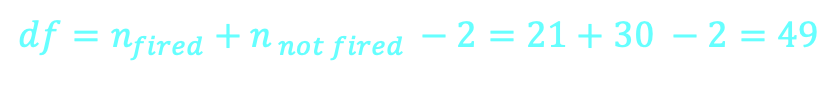 df = n_fired + n_not fired − 2 = 21 + 30 − 2 = 49